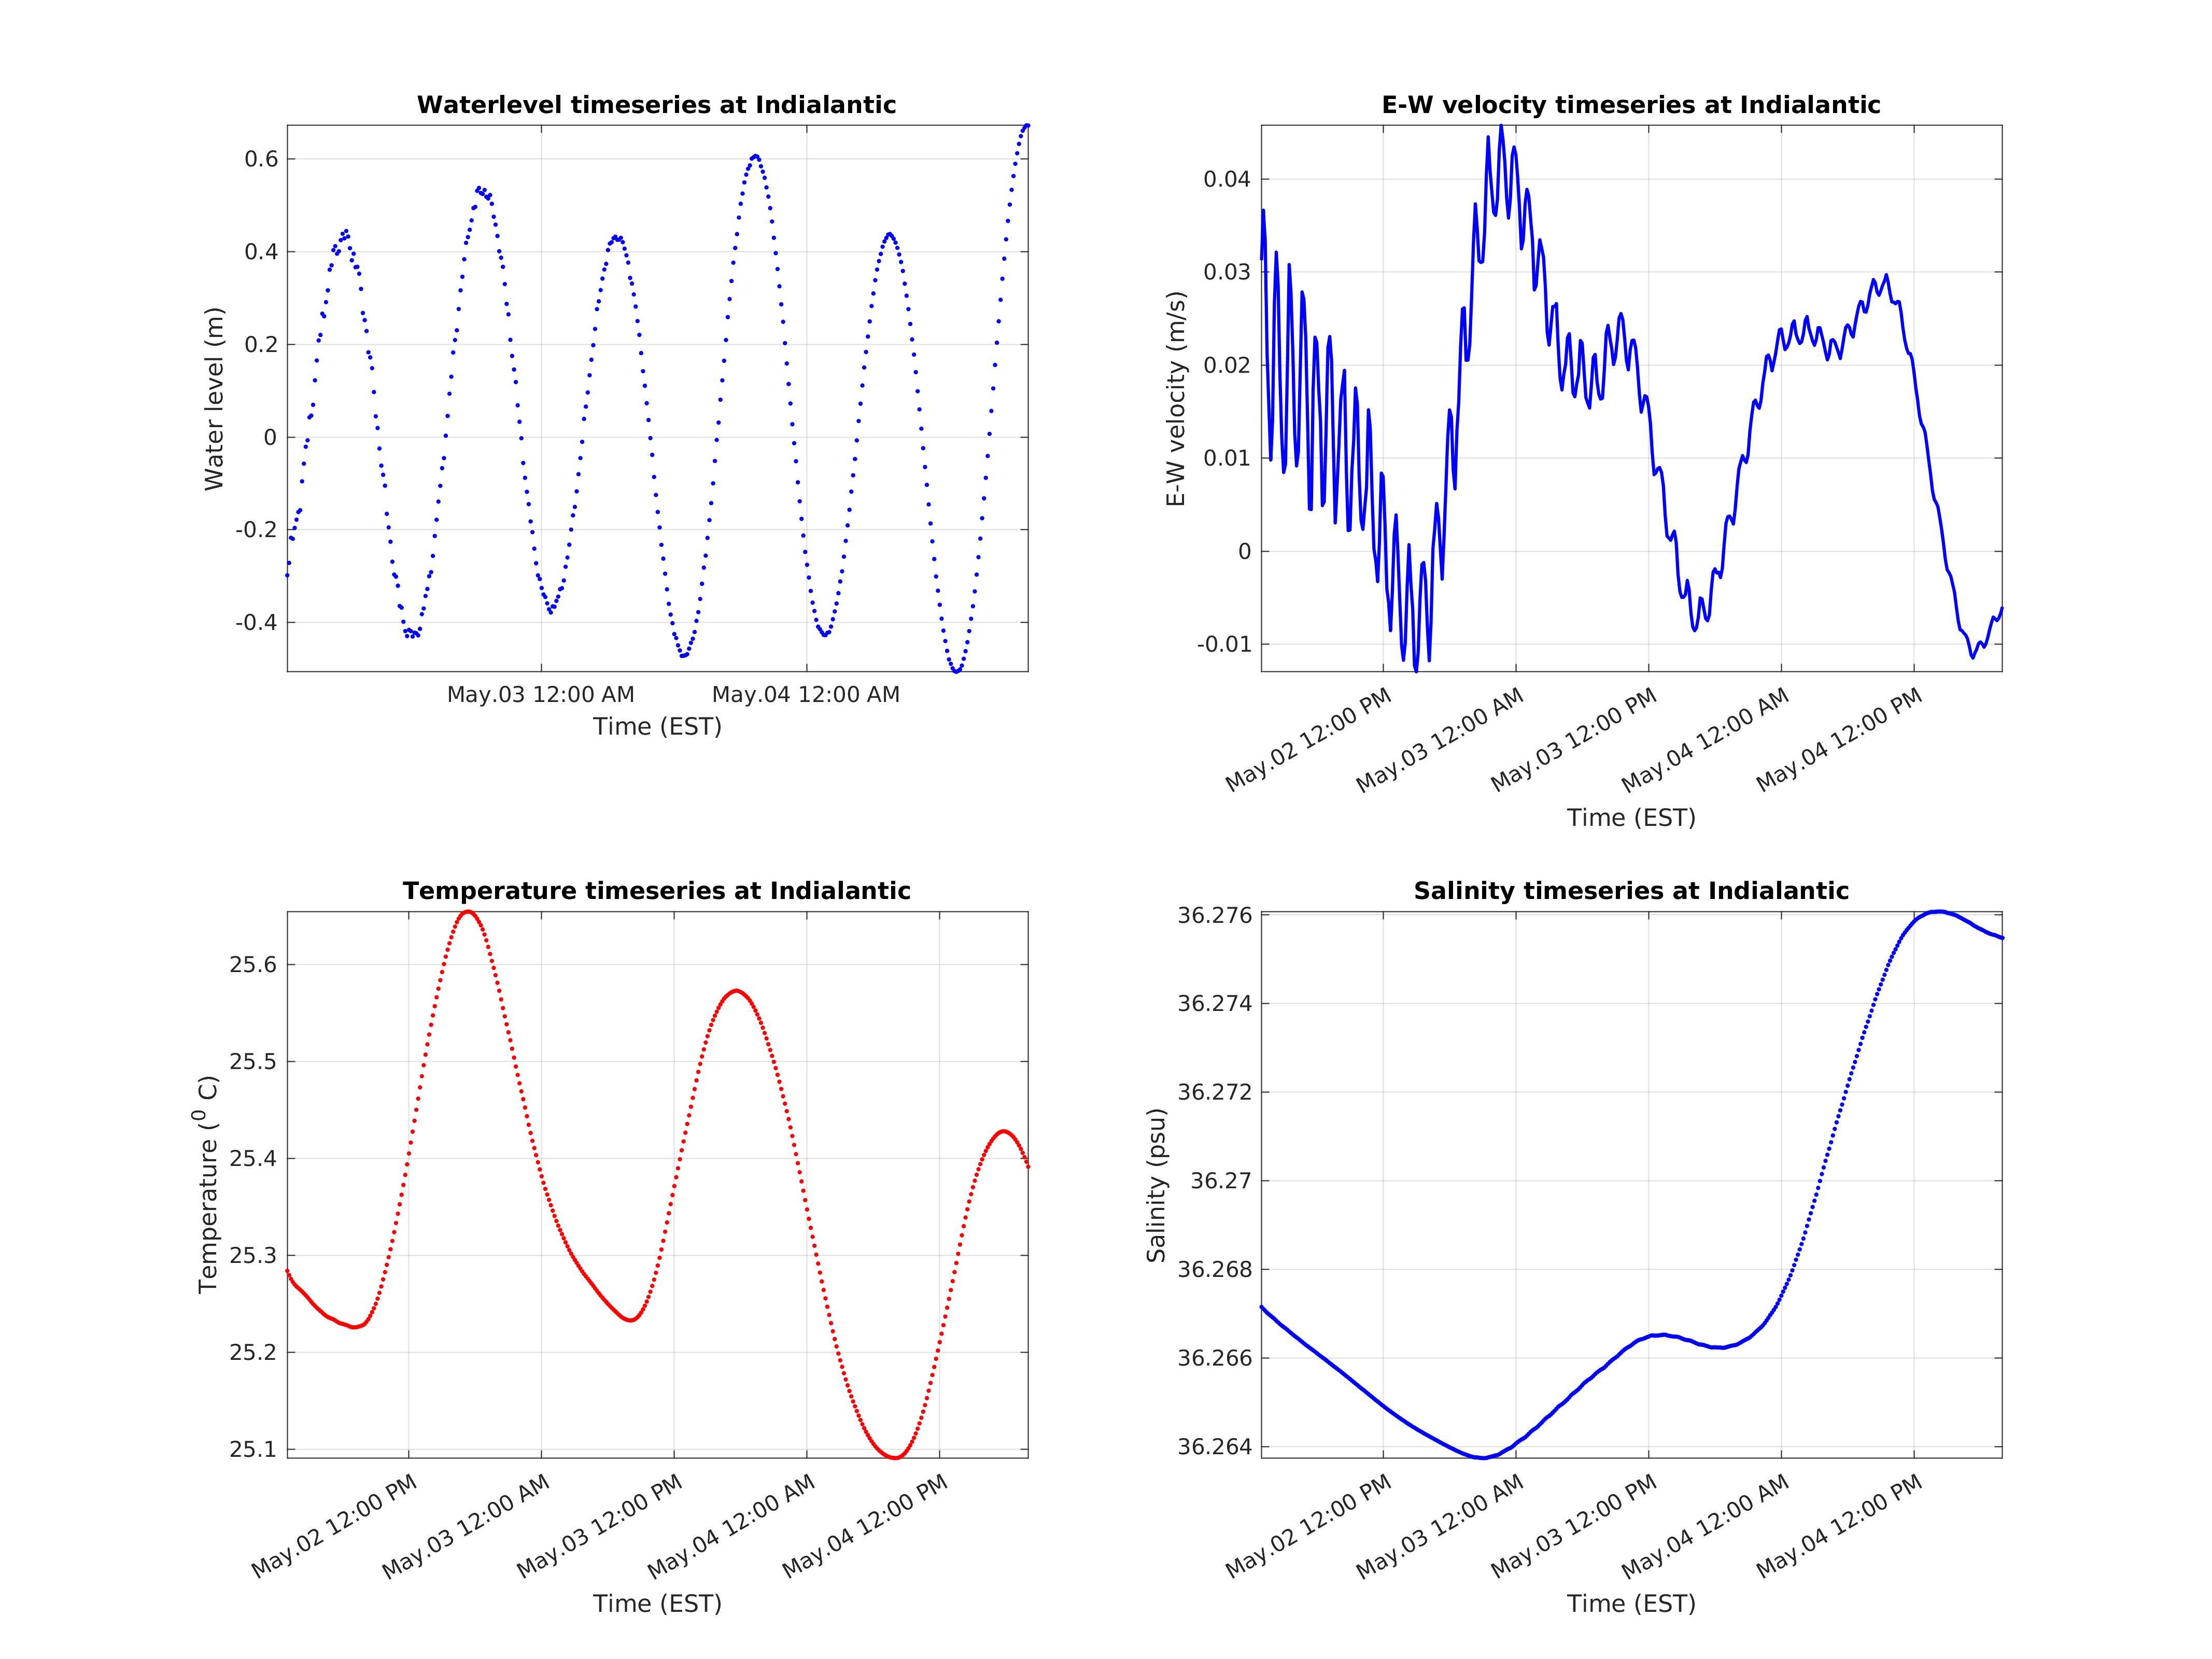 Waterlevel timeseries at Indialantic
0.6
0.4
0.2
0
-0.2
-0.4
Water level (m)
May.03 12:00 AM
May.04 12:00 AM
Time (EST)
E-W velocity timeseries at Indialantic
0.04
0.03
0.02
0.01
0
-0.01
E-W velocity (m/s)
May.02 12:00 PM
May.03 12:00 AM
May.03 12:00 PM
May.04 12:00 AM
May.04 12:00 PM
Time (EST)
Temperature timeseries at Indialantic
25.6
25.5
25.4
25.3
25.2
25.1
Temperature (⁰ C)
May.02 12:00 PM
May.03 12:00 AM
May.03 12:00 PM
May.04 12:00 AM
May.04 12:00 PM
Time (EST)
Salinity timeseries at Indialantic
36.276
36.274
36.272
36.27
36.268
36.266
36.264
Salinity (psu)
May.02 12:00 PM
May.03 12:00 AM
May.03 12:00 PM
May.04 12:00 AM
May.04 12:00 PM
Time (EST)